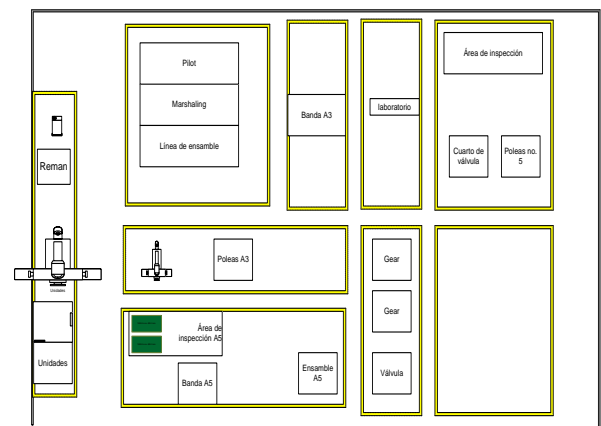 Pilot
Marshaling
Línea de ensamble
Banda A3
laboratorio
Área de inspección
Cuarto de
válvula
Poleas no.
5
Reman
Unidades
Unidades
Poleas A3
Gear
Gear
Válvula
Área de
inspección A5
Banda A5
Ensamble
A5